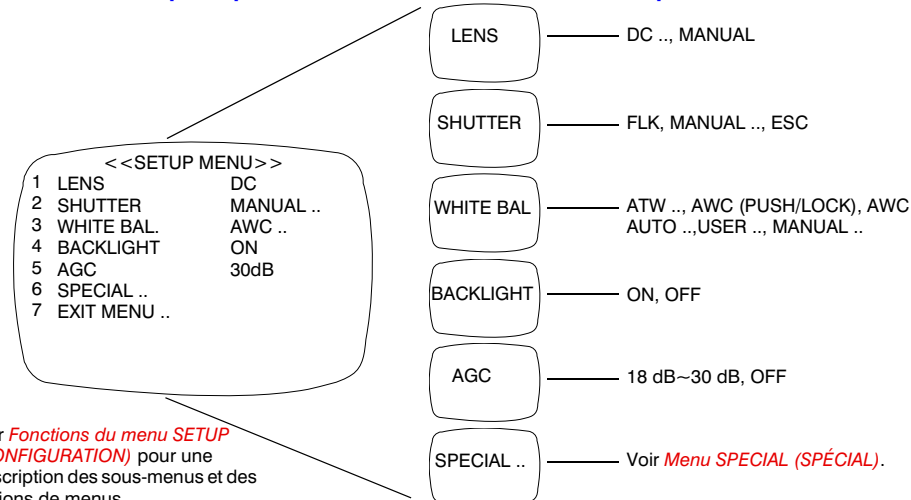 <<SETUP MENU>>
1 LENS DC
2 SHUTTER MANUAL ..
3 WHITE BAL. AWC ..
4 BACKLIGHT ON
5 AGC 30dB
6 SPECIAL ..
7 EXIT MENU ..
LENS DC .., MANUAL
SHUTTER FLK, MANUAL .., ESC
WHITE BAL ATW .., AWC (PUSH/LOCK), AWC
AUTO ..,USER .., MANUAL ..
BACKLIGHT ON, OFF
AGC 18 dB~30 dB, OFF
SPECIAL .. Voir Menu SPECIAL (SPÉCIAL).
r Fonctions du menu SETUP
ONFIGURATION) pour une
scription des sous-menus et des
ions de menus